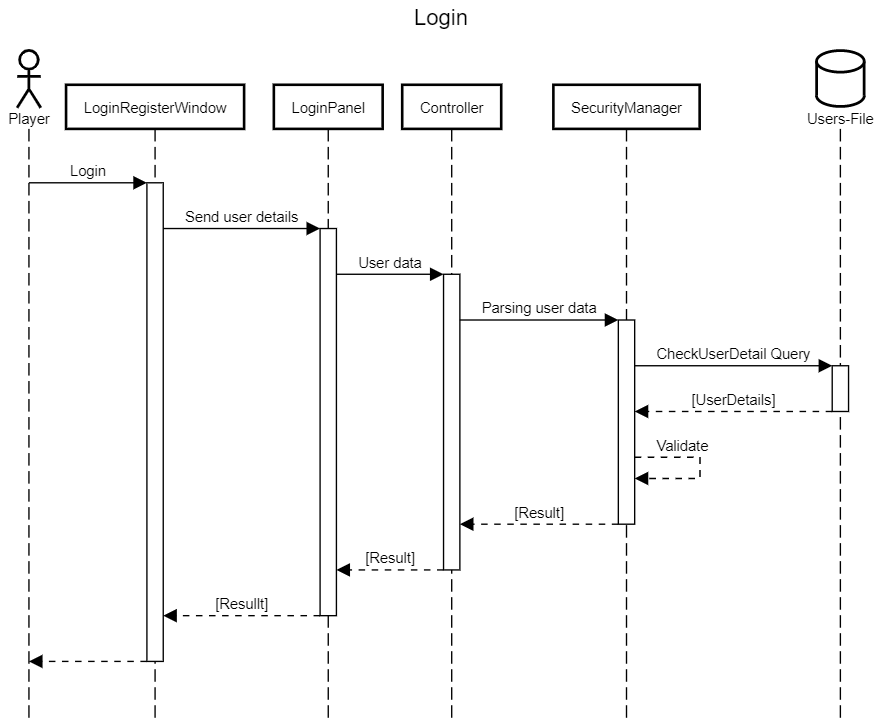 Login
Player
LoginRegisterWindow
LoginPanel
Controller
SecurityManager
Users-File
Login
Send user details
User data
Parsing user data
CheckUserDetail Query
[UserDetails]
Validate
[Result]
[Result]
[Resullt]